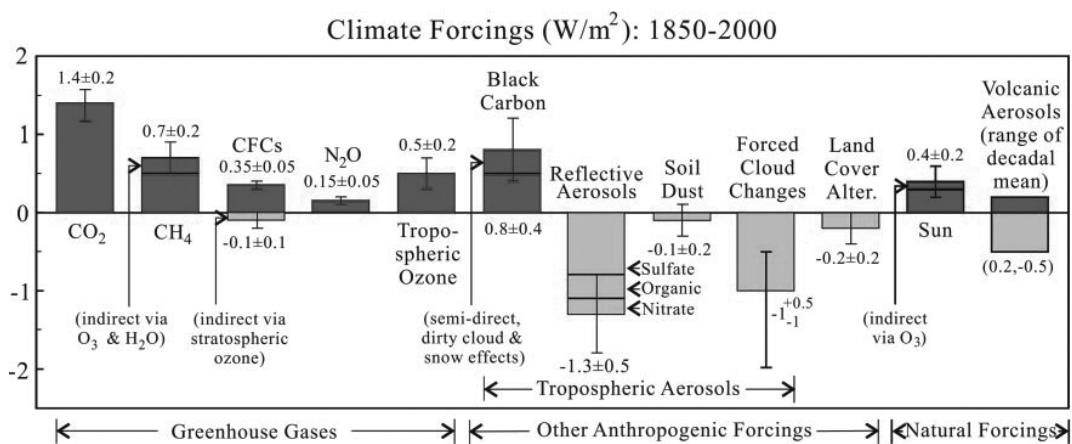 Climate Forcings (W/m²): 1850-2000
2
1
0
-1
-2
1.4±0.2
CO₂
0.7±0.2
CH₄
(indirect via
O₃ & H₂O)
CFCs
0.35±0.05
-0.1±0.1
(indirect via
stratospheric
ozone)
N₂O
0.15±0.05
0.5±0.2
Tropo-
spheric
Ozone
Black
Carbon
0.8±0.4
(semi-direct,
dirty cloud &
snow effects)
Reflective
Aerosols
Sulfate
Organic
Nitrate
-1.3±0.5
Soil
Dust
-0.1±0.2
Forced
Cloud
Changes
-1 +0.5 -1
Tropospheric Aerosols
Land
Cover
Alter.
-0.2±0.2
0.4±0.2
Sun
(indirect
via O₃)
Volcanic
Aerosols
(range of
decadal
mean)
(0.2,-0.5)
Greenhouse Gases
Other Anthropogenic Forcings
Natural Forcings